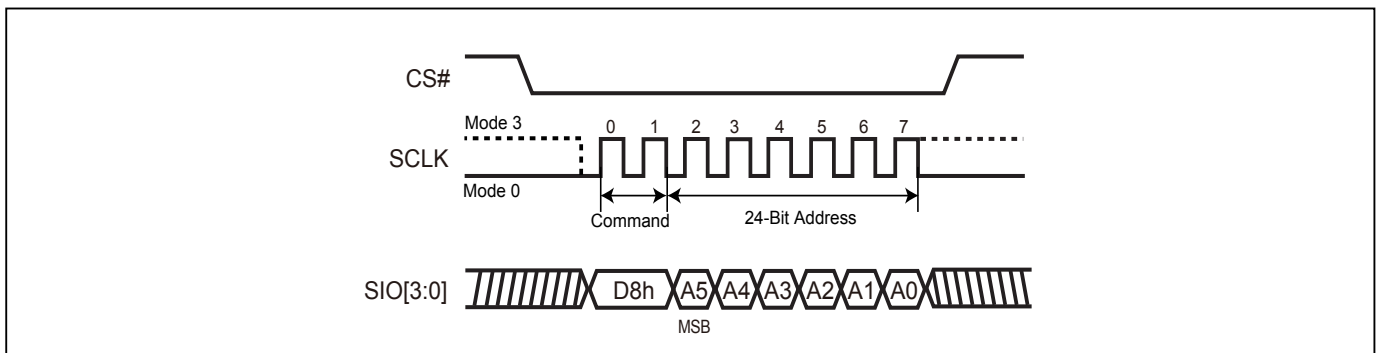 CS#
Mode 3
0 1 2 3 4 5 6 7
SCLK
Mode 0
Command
24-Bit Address
SIO[3:0]
D8h A5 A4 A3 A2 A1 A0
MSB